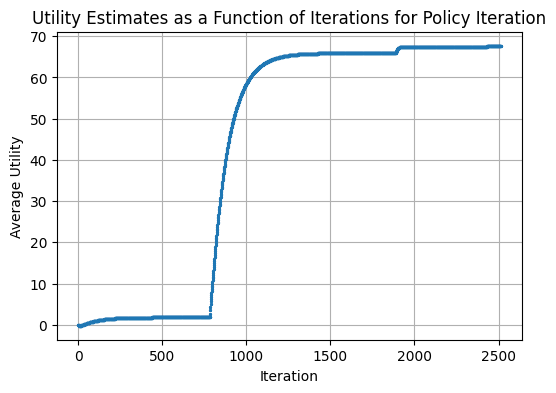 Utility Estimates as a Function of Iterations for Policy Iteration
70
60
50
40
30
20
10
0
Average Utility
0 500 1000 1500 2000 2500
Iteration